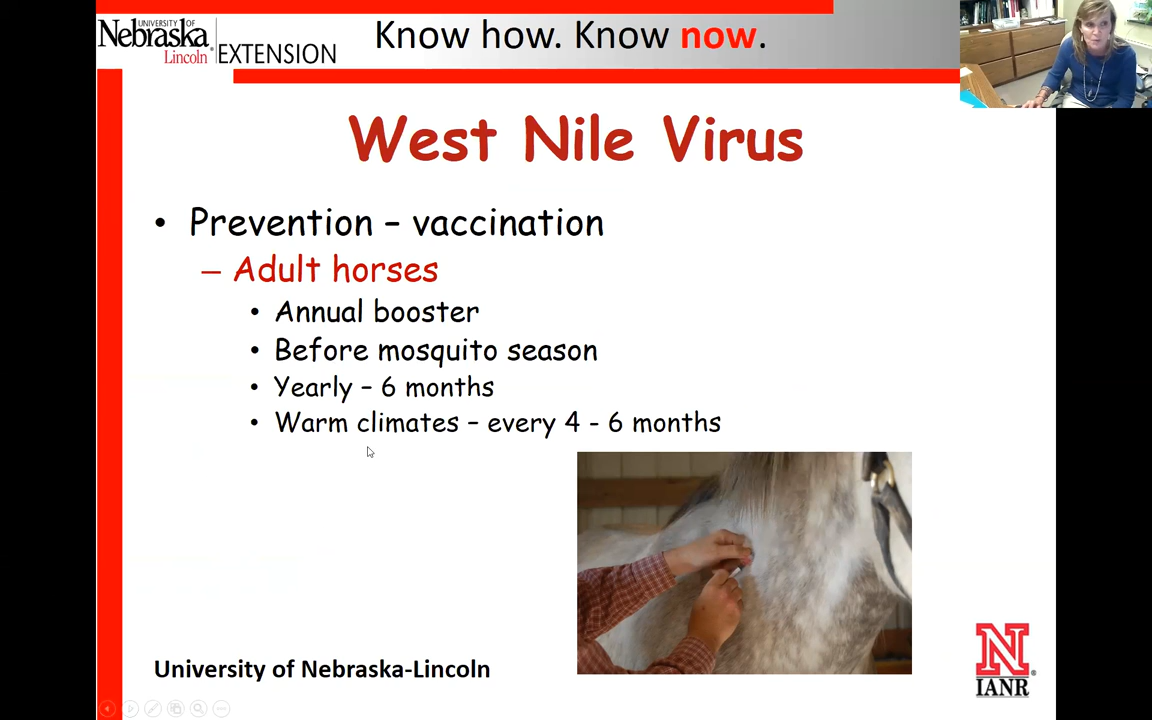 UNIVERSITY OF
Nebraska
Lincoln
EXTENSION
Know how. Know now.
West Nile Virus
• Prevention – vaccination
– Adult horses
• Annual booster
• Before mosquito season
• Yearly – 6 months
• Warm climates – every 4 - 6 months
University of Nebraska-Lincoln
N
IANR